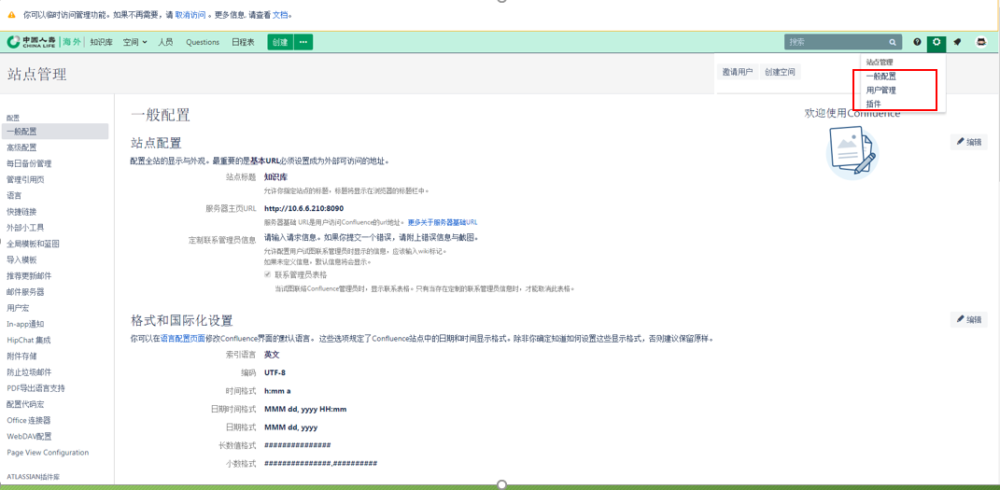 你可以临时访问管理功能。如果不再需要，请 取消访问 。更多信息, 请查看 文档。
中国人寿 CHINA LIFE 海外 知识库 空间 人员 Questions 日程表 创建 ••• 搜索
站点管理
邀请用户 创建空间
站点管理
一般配置
用户管理
插件
欢迎使用Confluence
配置
一般配置
高级配置
每日备份管理
管理引用页
语言
快捷链接
外部小工具
全局模板和蓝图
导入模板
推荐更新邮件
邮件服务器
用户宏
In-app通知
HipChat 集成
附件存储
防止垃圾邮件
PDF导出语言支持
配置代码宏
Office 连接器
WebDAV配置
Page View Configuration
ATLASSIAN插件库
一般配置
站点配置
编辑
配置全站的显示与外观。最重要的是基本URL必须设置成为外部可访问的地址。
站点标题 知识库
允许你指定站点的标题，标题将显示在浏览器的标题栏中。
服务器主页URL http://10.6.6.210:8090
服务器基础 URL是用户访问Confluence的url地址。 更多关于服务器基础URL
定制联系管理员信息 请输入请求信息。如果你提交一个错误，请附上错误信息与截图。
允许配置用户试图联系管理员时显示的信息，应该输入wiki标记。
如果未定义信息，默认信息将会显示。
联系管理员表格
当试图联络Confluence管理员时，显示联系表格。只有当存在定制的联系管理员信息时，才能取消此表格。
格式和国际化设置
编辑
你可以在语言配置页面修改Confluence界面的默认语言。 这些选项规定了Confluence站点中的日期和时间显示格式。除非你确定知道如何设置这些显示格式，否则建议保留原样。
索引语言 英文
编码 UTF-8
时间格式 h:mm a
日期时间格式 MMM dd, yyyy HH:mm
日期格式 MMM dd, yyyy
长数值格式 ###############
小数格式 ###############.##########